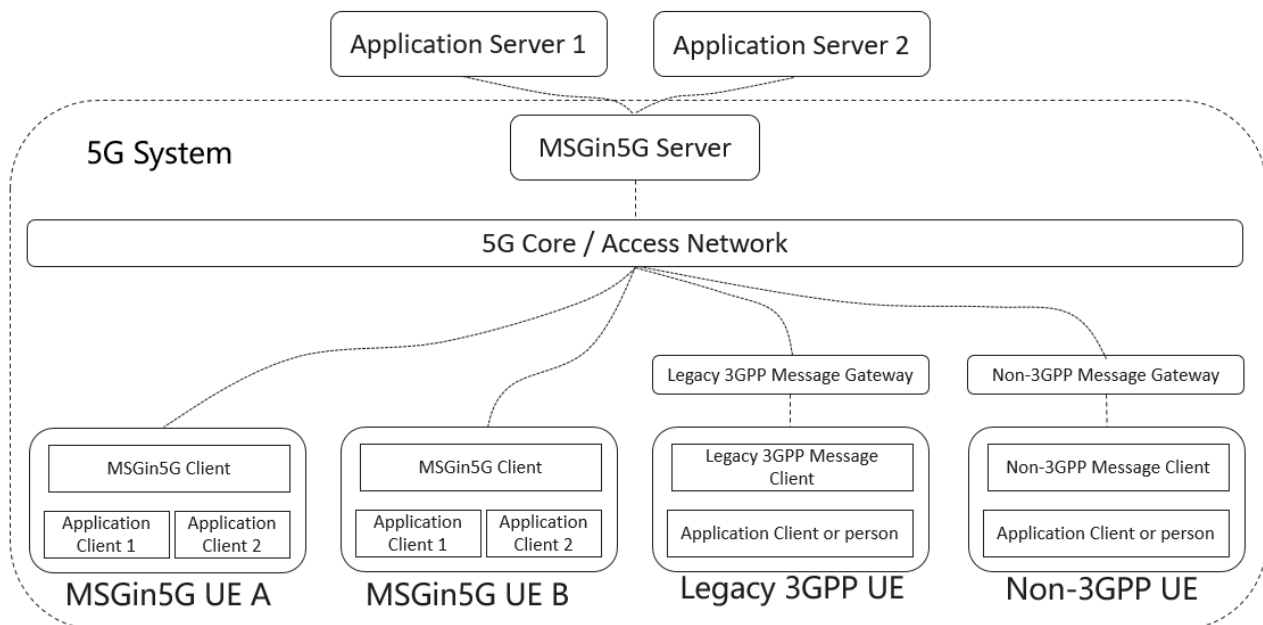 Application Server 1
Application Server 2
5G System
MSGin5G Server
5G Core / Access Network
Legacy 3GPP Message Gateway
Non-3GPP Message Gateway
MSGin5G Client
Application
Client 1
Application
Client 2
MSGin5G UE A
MSGin5G Client
Application
Client 1
Application
Client 2
MSGin5G UE B
Legacy 3GPP Message
Client
Application Client or person
Legacy 3GPP UE
Non-3GPP Message Client
Application Client or person
Non-3GPP UE